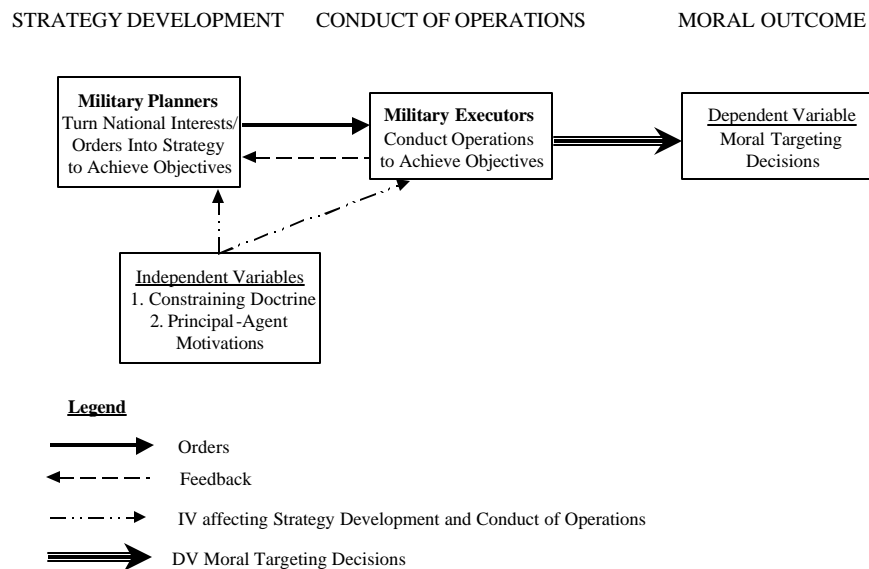 STRATEGY DEVELOPMENT CONDUCT OF OPERATIONS MORAL OUTCOME
Military Planners
Turn National Interests/
Orders Into Strategy
to Achieve Objectives
Military Executors
Conduct Operations
to Achieve Objectives
Dependent Variable
Moral Targeting
Decisions
Independent Variables
1. Constraining Doctrine
2. Principal-Agent
Motivations
Legend
Orders
Feedback
IV affecting Strategy Development and Conduct of Operations
DV Moral Targeting Decisions